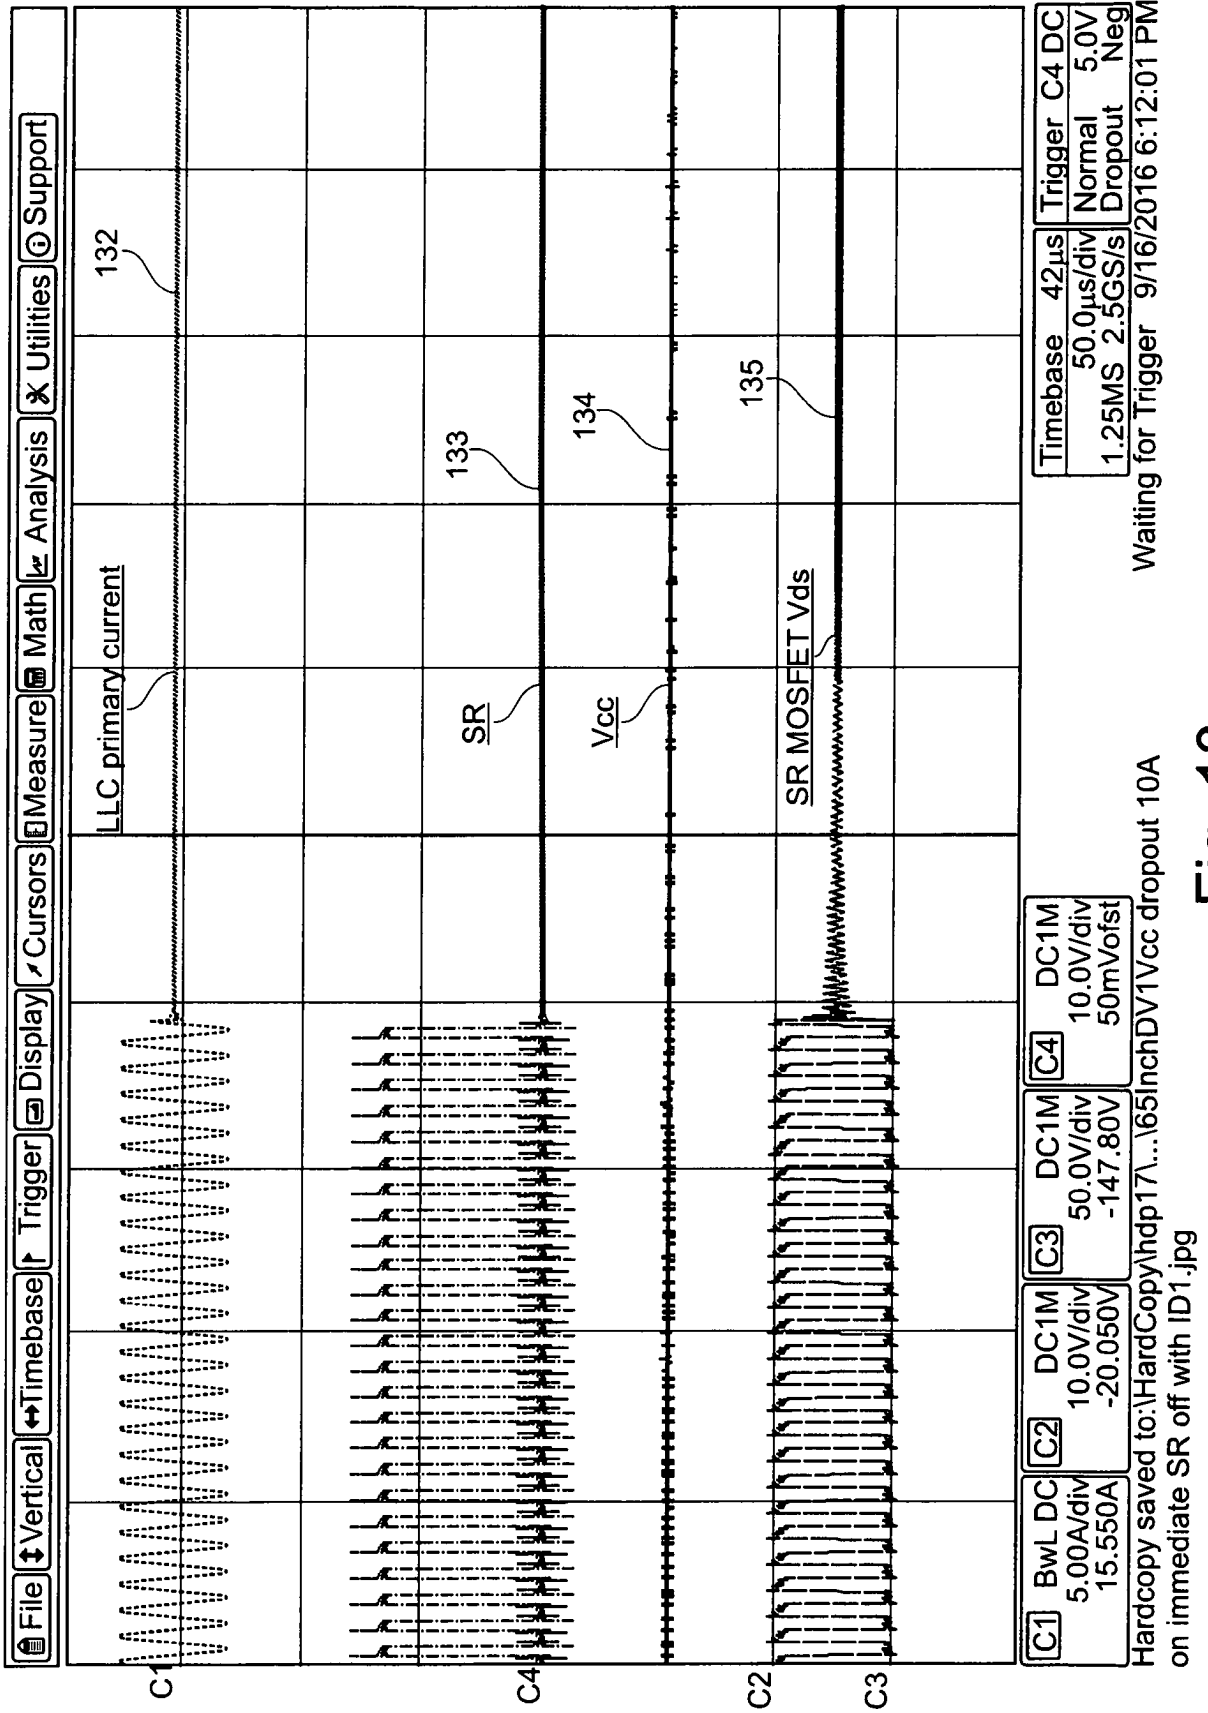 File Vertical Timebase Trigger Display Cursors Measure Math Analysis Utilities Support
C1
LLC primary current
132
C4
SR
133
Vcc
134
C2
SR MOSFET Vds
135
C3
C1 BwL DC
5.00A/div
15.550A
C2 DC1M
10.0V/div
-20.050V
C3 DC1M
50.0V/div
-147.80V
C4 DC1M
10.0V/div
50mVofst
Timebase 42µs
50.0µs/div
1.25MS 2.5GS/s
Trigger C4 DC
Normal 5.0V
Dropout Neg
Hardcopy saved to:\HardCopy\hdp17\...\65InchDV1Vcc dropout 10A
on immediate SR off with ID1.jpg
Waiting for Trigger 9/16/2016 6:12:01 PM